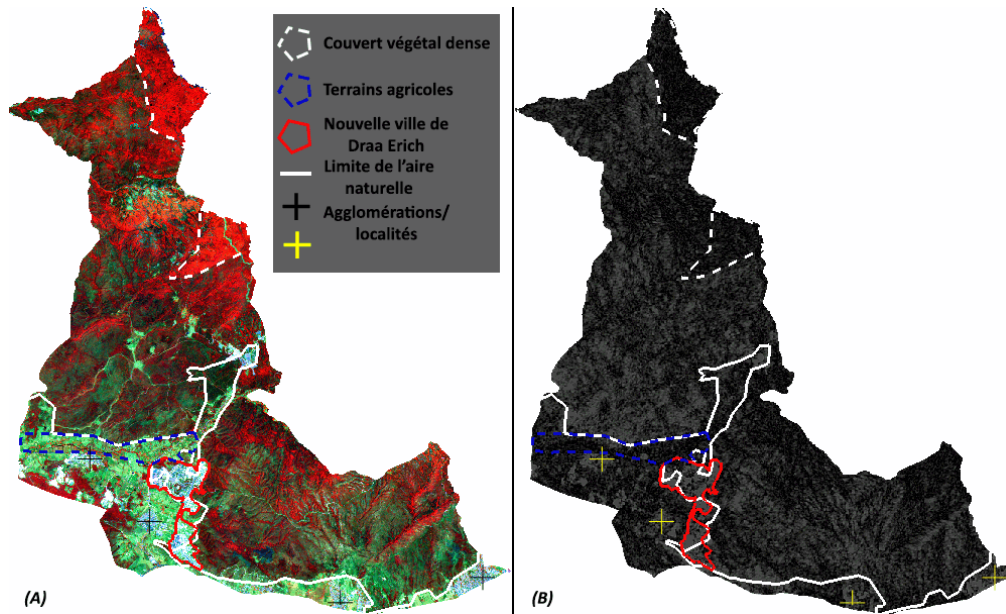 Couvert végétal dense
Terrains agricoles
Nouvelle ville de
Draa Erich
Limite de l'aire
naturelle
Agglomérations/
localités
(A)
(B)